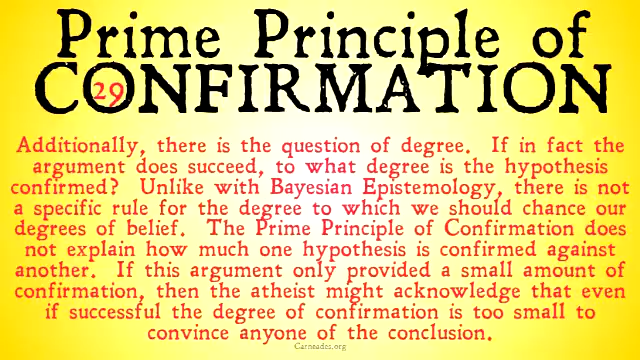 Prime Principle of
CONFIRMATION
29
Additionally, there is the question of degree. If in fact the
argument does succeed, to what degree is the hypothesis
confirmed? Unlike with Bayesian Epistemology, there is not
a specific rule for the degree to which we should chance our
degrees of belief. The Prime Principle of Confirmation does
not explain how much one hypothesis is confirmed against
another. If this argument only provided a small amount of
confirmation, then the atheist might acknowledge that even
if successful the degree of confirmation is too small to
convince anyone of the conclusion.
Carneades.org